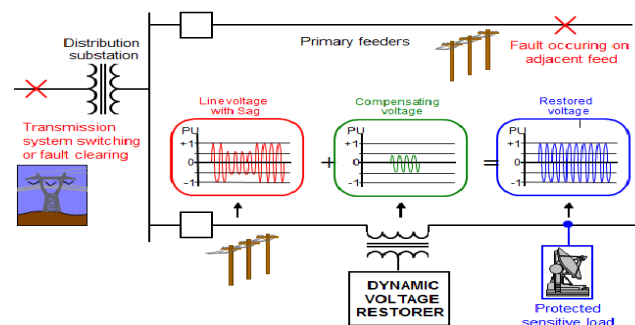 Distribution
substation
Primary feeders
Fault occuring on
adjacent feed
Transmission
system switching
or fault clearing
Line voltage
with Sag
PU
+1
0
-1
+
Compensating
voltage
PU
+1
0
-1
=
Restored
voltage
PU
+1
0
-1
DYNAMIC
VOLTAGE
RESTORER
Protected
sensitive load